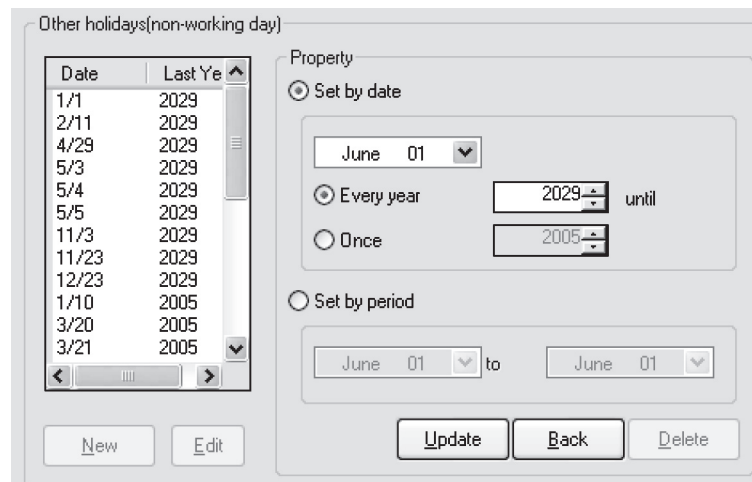 Other holidays(non-working day)
Date Last Ye
1/1 2029
2/11 2029
4/29 2029
5/3 2029
5/4 2029
5/5 2029
11/3 2029
11/23 2029
12/23 2029
1/10 2005
3/20 2005
3/21 2005
New Edit
Property
Set by date
June 01
Every year 2029 until
Once 2005
Set by period
June 01 to June 01
Update Back Delete